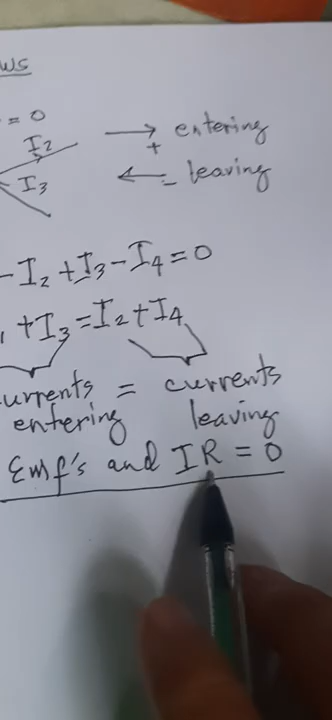 ws
= 0
I2
→ entering
+
I3
← leaving
-
- I2 + I3 - I4 = 0
+ I3 = I2 + I4
urrents = currents
entering leaving
Emf's and IR = 0